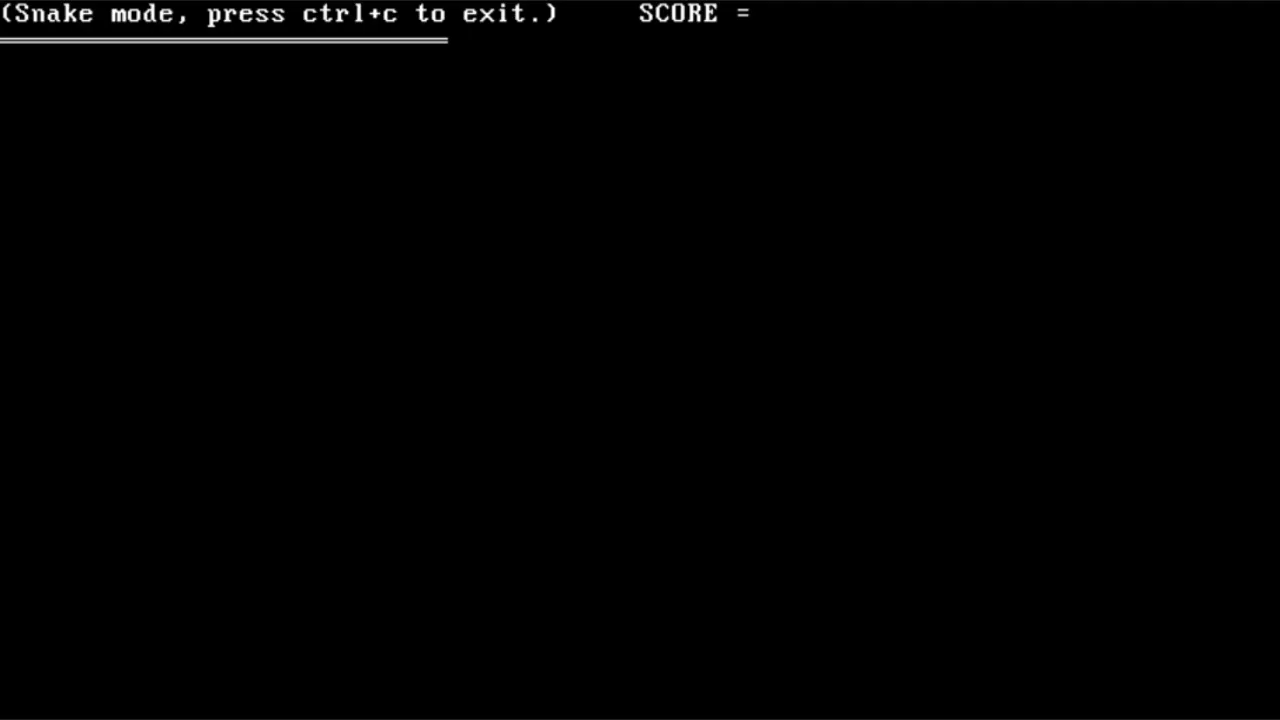 (Snake mode, press ctrl+c to exit.) SCORE =